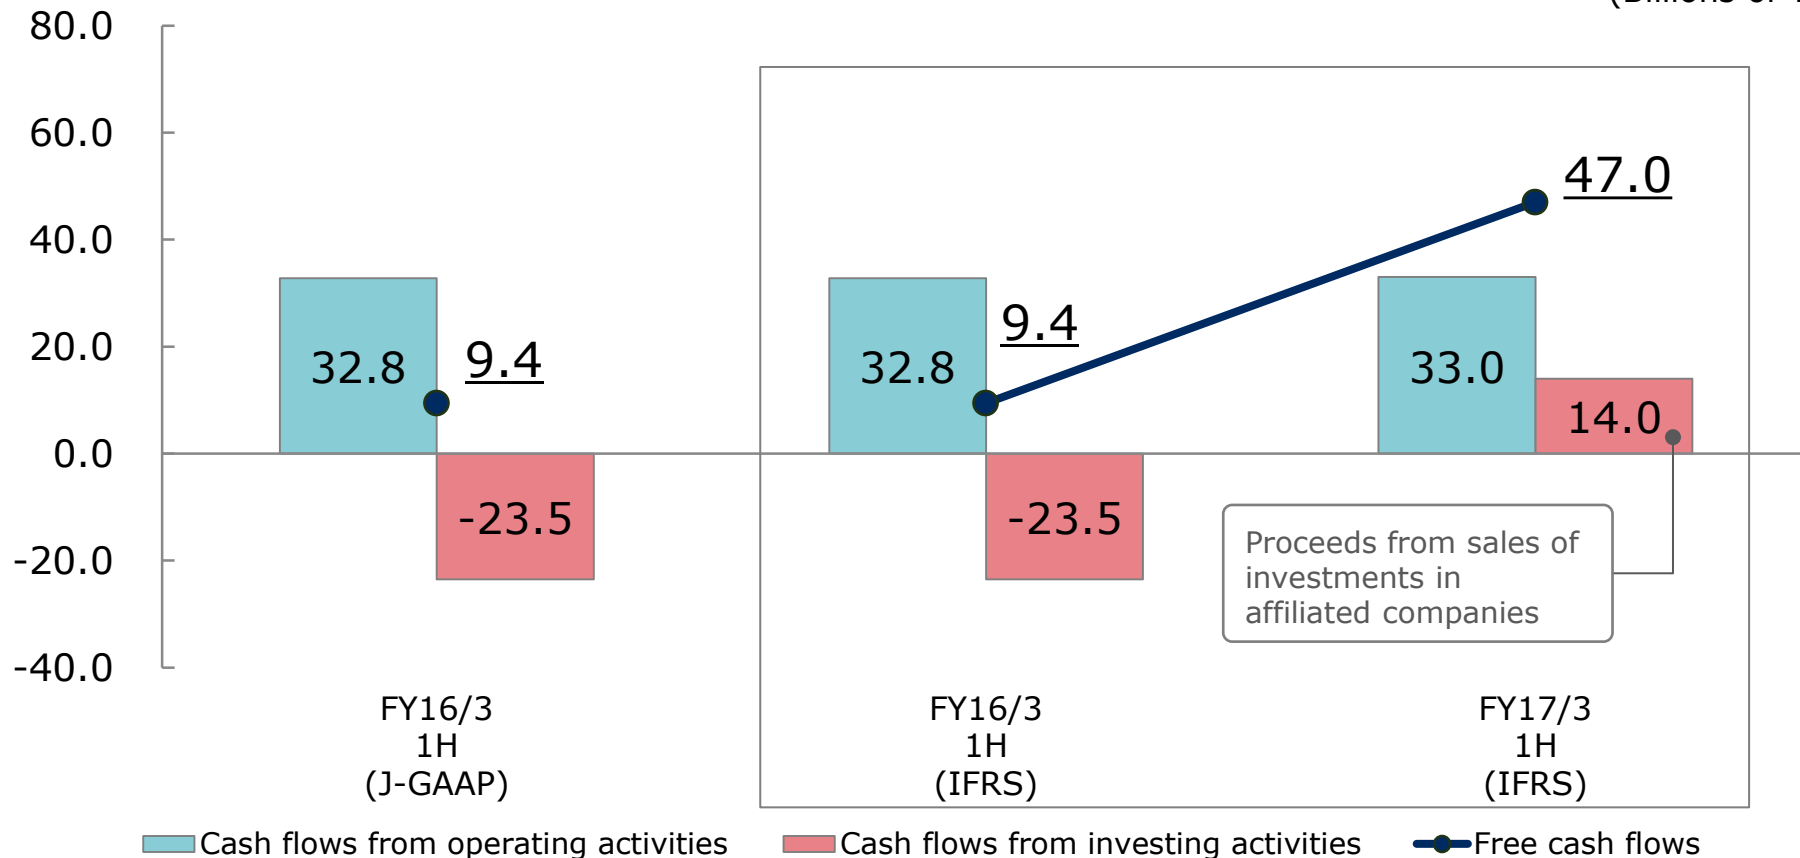 (Billions of
80.0
60.0
40.0
20.0
0.0
-20.0
-40.0
32.8
9.4
-23.5
32.8
9.4
-23.5
33.0
47.0
14.0
Proceeds from sales of
investments in
affiliated companies
FY16/3
1H
(J-GAAP)
FY16/3
1H
(IFRS)
FY17/3
1H
(IFRS)
Cash flows from operating activities
Cash flows from investing activities
Free cash flows